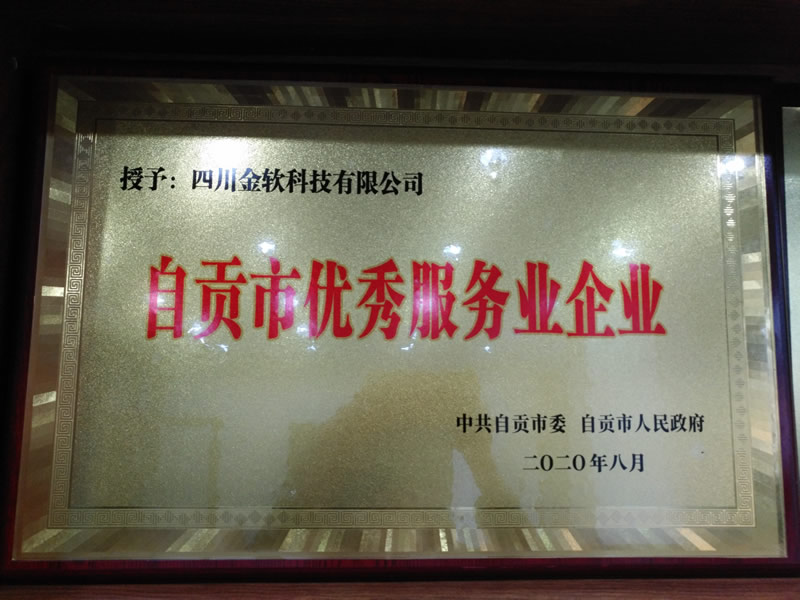 授予：四川金软科技有限公司
自贡市优秀服务业企业
中共自贡市委 自贡市人民政府
二〇二〇年八月